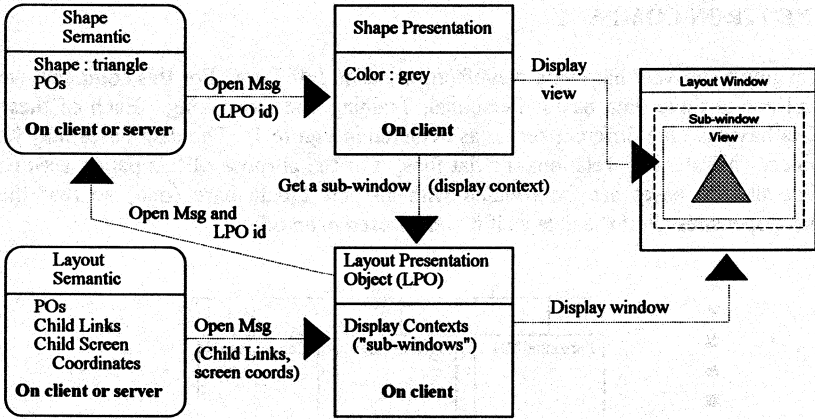 Shape
Semantic
Shape : triangle
POs
On client or server
Open Msg
(LPO id)
Shape Presentation
Color : grey
On client
Display
view
Layout Window
Sub-window
View
Get a sub-window (display context)
Open Msg and
LPO id
Layout
Semantic
POs
Child Links
Child Screen
Coordinates
On client or server
Open Msg
(Child Links,
screen coords)
Layout Presentation
Object (LPO)
Display Contexts
("sub-windows")
On client
Display window